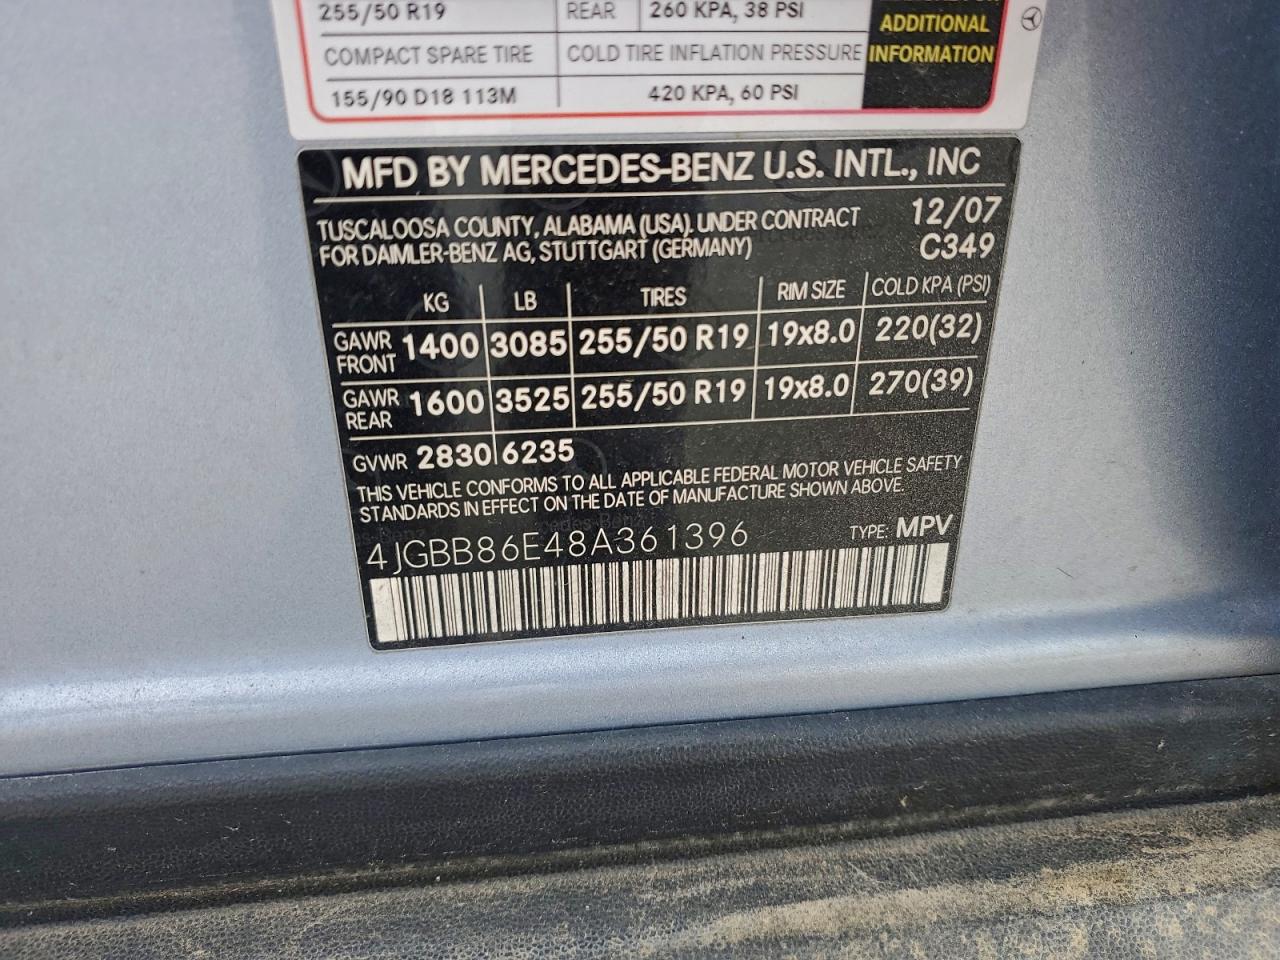 255/50 R19 REAR 260 KPA, 38 PSI
ADDITIONAL
INFORMATION
COMPACT SPARE TIRE COLD TIRE INFLATION PRESSURE
155/90 D18 113M 420 KPA, 60 PSI
MFD BY MERCEDES-BENZ U.S. INTL., INC
TUSCALOOSA COUNTY, ALABAMA (USA). UNDER CONTRACT 12/07
FOR DAIMLER-BENZ AG, STUTTGART (GERMANY) C349
KG LB TIRES RIM SIZE COLD KPA (PSI)
GAWR FRONT 1400 3085 255/50 R19 19x8.0 220(32)
GAWR REAR 1600 3525 255/50 R19 19x8.0 270(39)
GVWR 2830 6235
THIS VEHICLE CONFORMS TO ALL APPLICABLE FEDERAL MOTOR VEHICLE SAFETY
STANDARDS IN EFFECT ON THE DATE OF MANUFACTURE SHOWN ABOVE.
4JGBB86E48A361396 TYPE: MPV